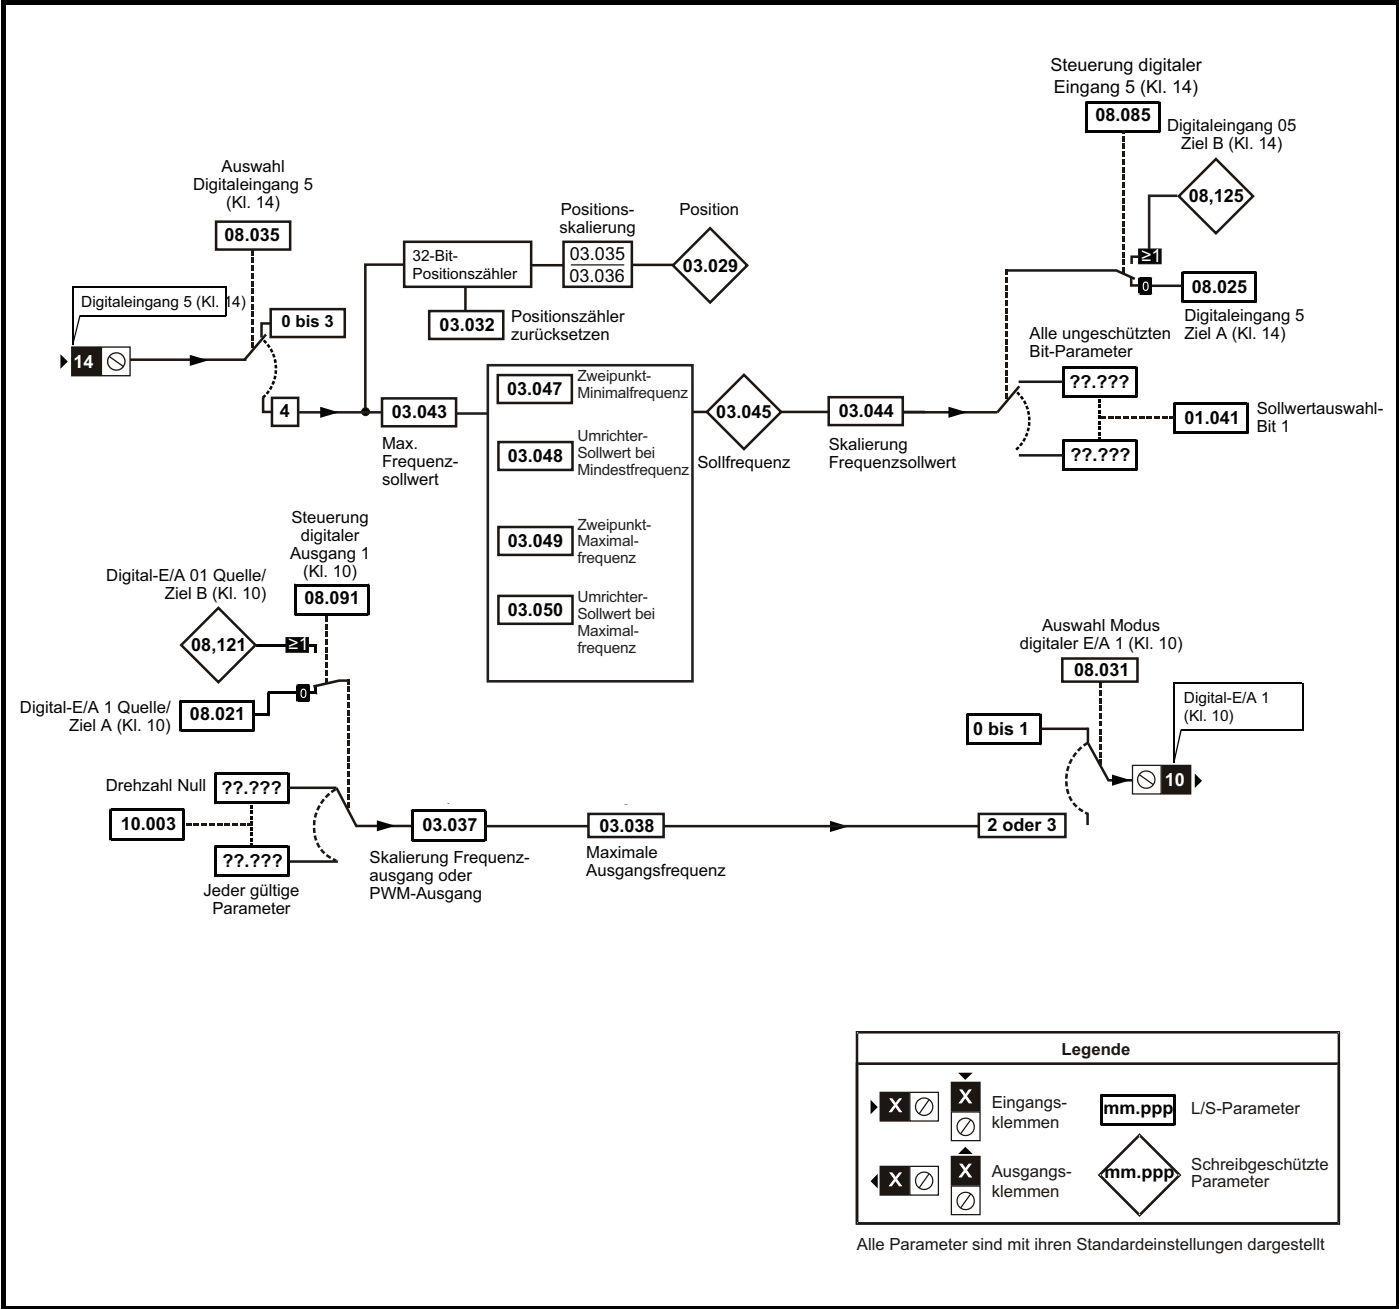 Steuerung digitaler
Eingang 5 (Kl. 14)
08.085
Digitaleingang 05
Ziel B (Kl. 14)
08,125
≥1
0
08.025
Digitaleingang 5
Ziel A (Kl. 14)
Auswahl
Digitaleingang 5
(Kl. 14)
08.035
Digitaleingang 5 (Kl. 14)
14
0 bis 3
4
32-Bit-
Positionszähler
03.032
Positionszähler
zurücksetzen
Positions-
skalierung
03.035
03.036
Position
03.029
03.043
Max.
Frequenz-
sollwert
03.047
Zweipunkt-
Minimalfrequenz
03.048
Umrichter-
Sollwert bei
Mindestfrequenz
03.049
Zweipunkt-
Maximal-
frequenz
03.050
Umrichter-
Sollwert bei
Maximal-
frequenz
03.045
Sollfrequenz
03.044
Skalierung
Frequenzsollwert
Alle ungeschützten
Bit-Parameter
??.???
??.???
01.041
Sollwertauswahl-
Bit 1
Steuerung
digitaler
Ausgang 1
(Kl. 10)
08.091
Digital-E/A 01 Quelle/
Ziel B (Kl. 10)
08,121
≥1
0
Digital-E/A 1 Quelle/
Ziel A (Kl. 10)
08.021
Drehzahl Null
??.???
10.003
??.???
Jeder gültige
Parameter
03.037
Skalierung Frequenz-
ausgang oder
PWM-Ausgang
03.038
Maximale
Ausgangsfrequenz
Auswahl Modus
digitaler E/A 1 (Kl. 10)
08.031
0 bis 1
2 oder 3
Digital-E/A 1
(Kl. 10)
10
Legende
X
X
Eingangs-
klemmen
mm.ppp
L/S-Parameter
X
X
Ausgangs-
klemmen
mm.ppp
Schreibgeschützte
Parameter
Alle Parameter sind mit ihren Standardeinstellungen dargestellt